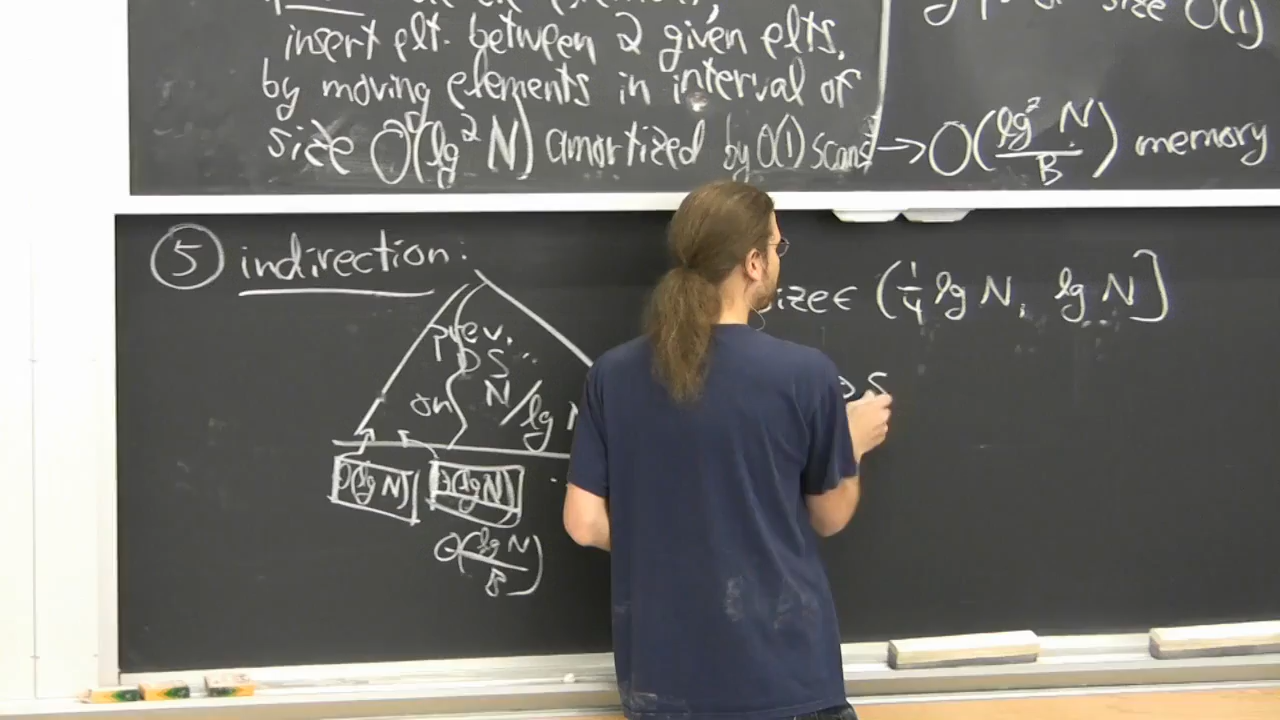 insert elt. between 2 given elts,
by moving elements in interval of
size O(lg² N) amortized by O(1) scans
size O(1)
→ O(lg² N / B) memory
⑤ indirection:
prev.
DS
on N/lg N
Θ(lg N) Θ(lg N)
Θ(lg N / B)
size ∈ (¼ lg N, lg N]